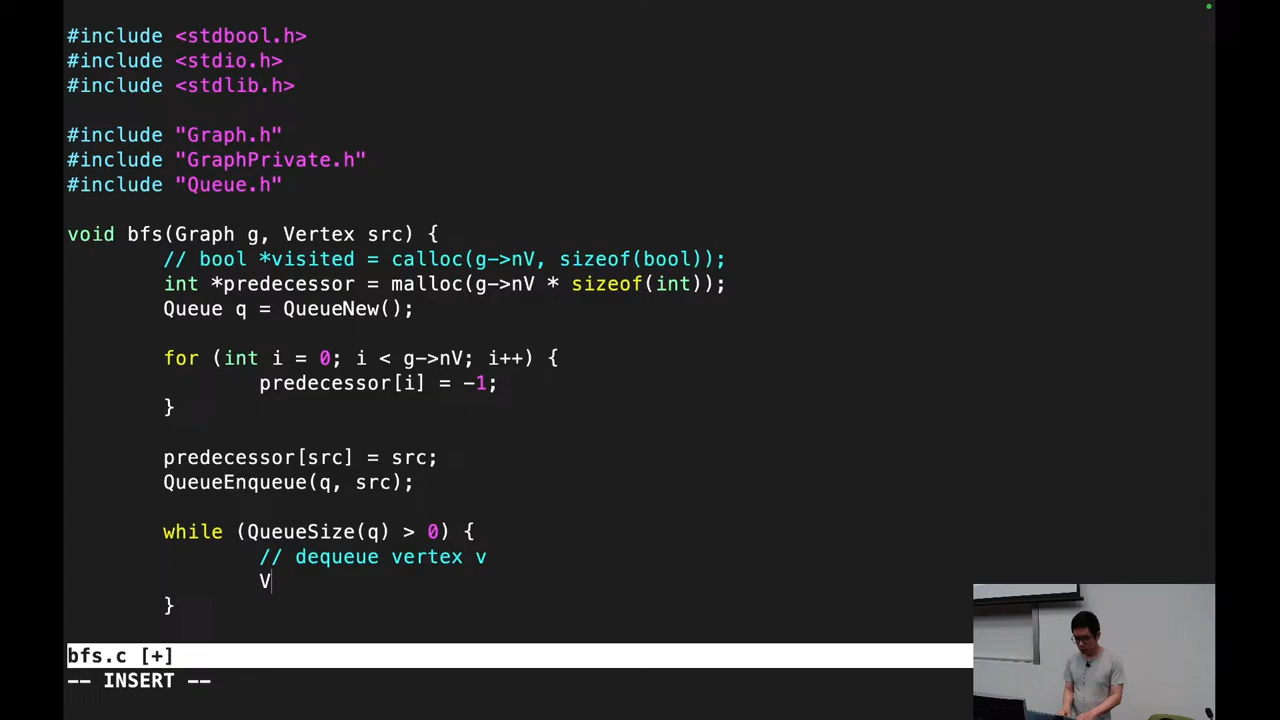 #include <stdbool.h>
#include <stdio.h>
#include <stdlib.h>
#include "Graph.h"
#include "GraphPrivate.h"
#include "Queue.h"
void bfs(Graph g, Vertex src) {
// bool *visited = calloc(g->nV, sizeof(bool));
int *predecessor = malloc(g->nV * sizeof(int));
Queue q = QueueNew();
for (int i = 0; i < g->nV; i++) {
predecessor[i] = -1;
}
predecessor[src] = src;
QueueEnqueue(q, src);
while (QueueSize(q) > 0) {
// dequeue vertex v
V
}
bfs.c [+]
-- INSERT --